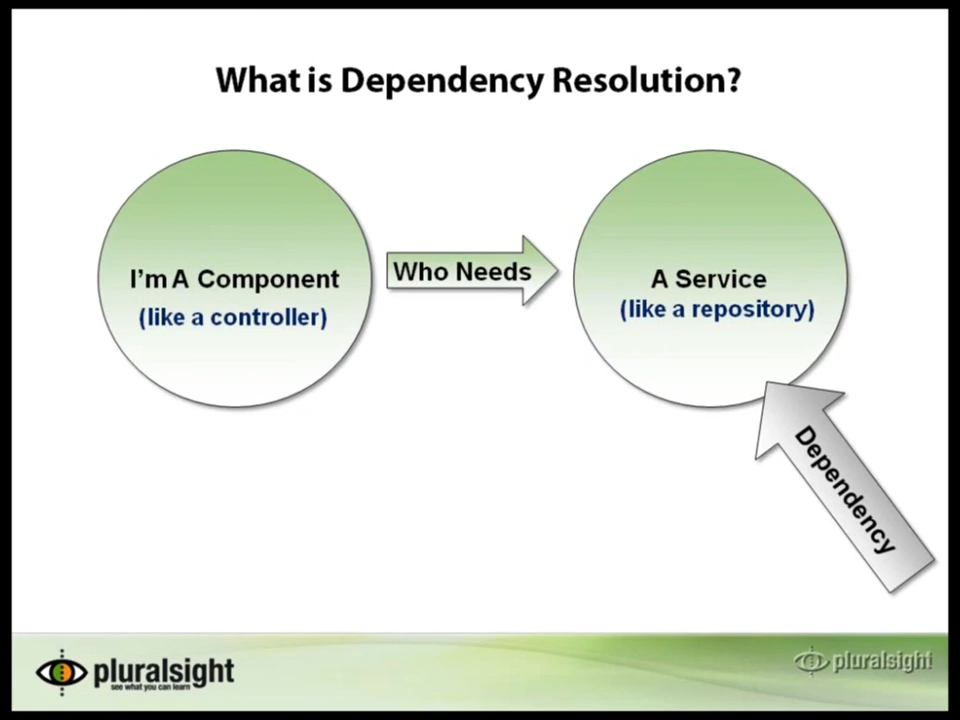 What is Dependency Resolution?
I'm A Component
(like a controller)
Who Needs
A Service
(like a repository)
Dependency
pluralsight
see what you can learn
pluralsight